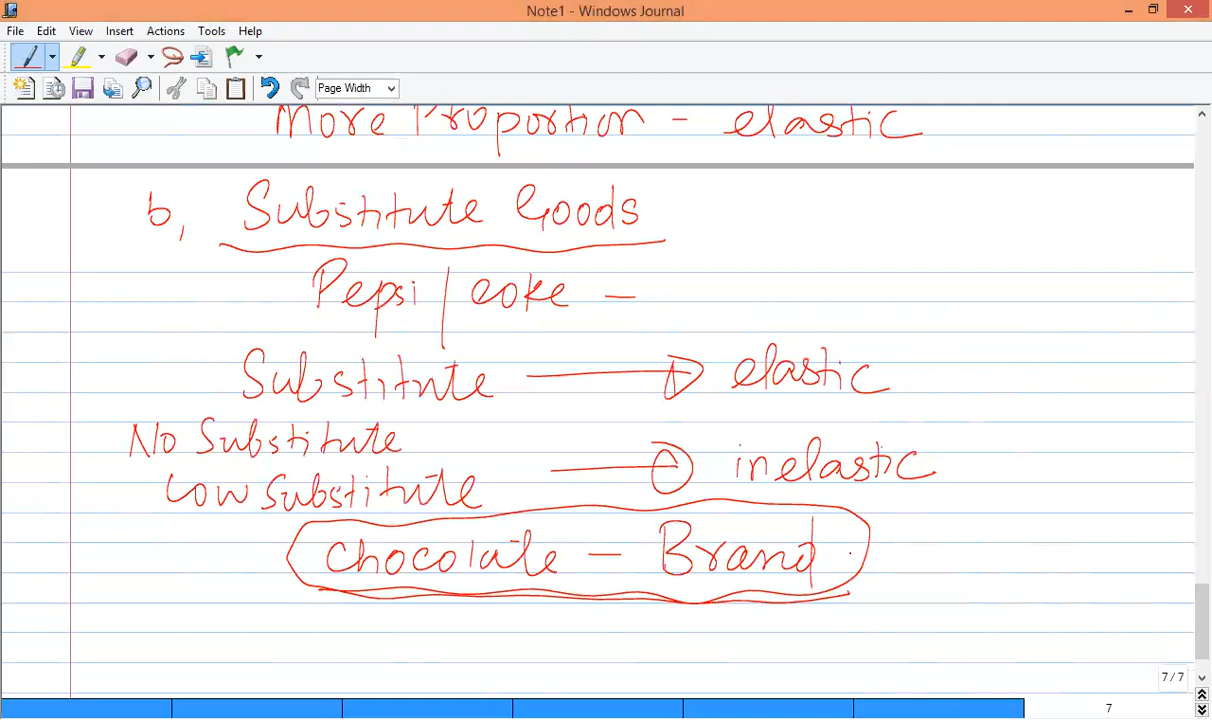 Note1 - Windows Journal
File Edit View Insert Actions Tools Help
Page Width
More Proportion - elastic
b, Substitute Goods
Pepsi | coke -
Substitute → elastic
No Substitute
Low Substitute → inelastic
Chocolate - Brand
7 / 7
7